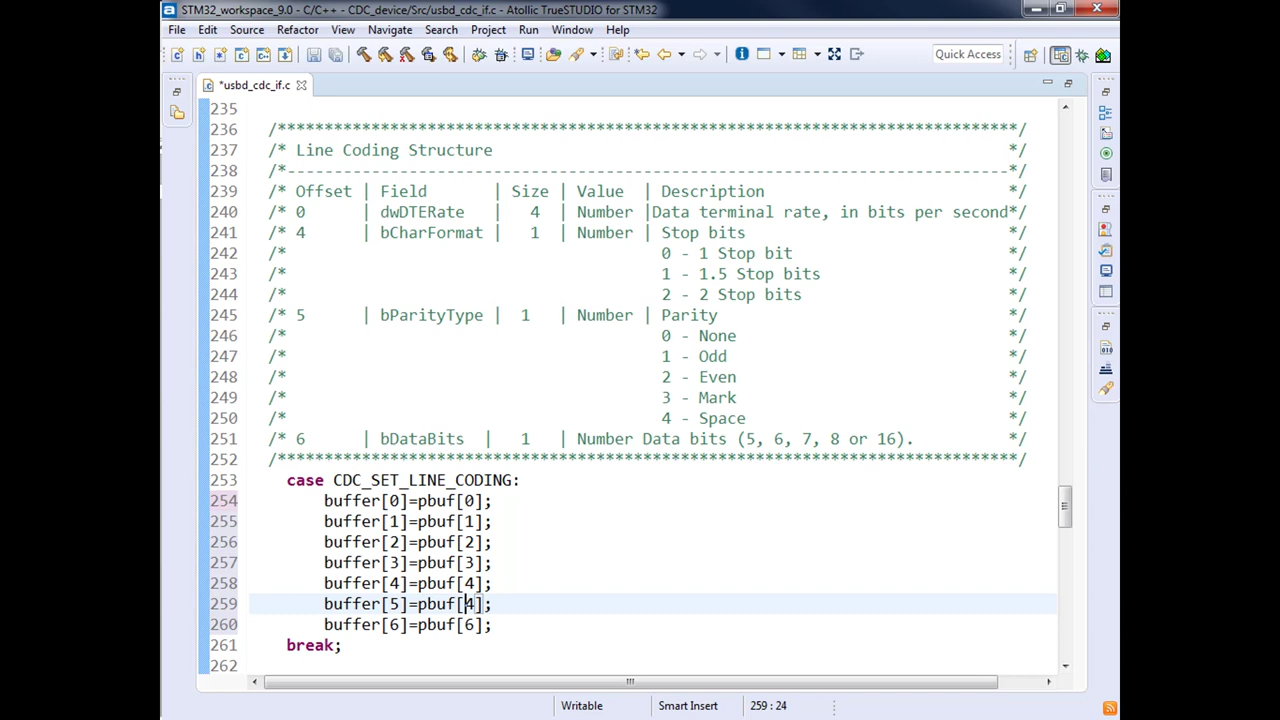 STM32_workspace_9.0 - C/C++ - CDC_device/Src/usbd_cdc_if.c - Atollic TrueSTUDIO for STM32
File Edit Source Refactor View Navigate Search Project Run Window Help
Quick Access
*usbd_cdc_if.c
235
236 /*******************************************************************************/
237 /* Line Coding Structure */
238 /*-----------------------------------------------------------------------------*/
239 /* Offset | Field | Size | Value | Description */
240 /* 0 | dwDTERate | 4 | Number |Data terminal rate, in bits per second*/
241 /* 4 | bCharFormat | 1 | Number | Stop bits */
242 /* 0 - 1 Stop bit */
243 /* 1 - 1.5 Stop bits */
244 /* 2 - 2 Stop bits */
245 /* 5 | bParityType | 1 | Number | Parity */
246 /* 0 - None */
247 /* 1 - Odd */
248 /* 2 - Even */
249 /* 3 - Mark */
250 /* 4 - Space */
251 /* 6 | bDataBits | 1 | Number Data bits (5, 6, 7, 8 or 16). */
252 /*******************************************************************************/
253 case CDC_SET_LINE_CODING:
254 buffer[0]=pbuf[0];
255 buffer[1]=pbuf[1];
256 buffer[2]=pbuf[2];
257 buffer[3]=pbuf[3];
258 buffer[4]=pbuf[4];
259 buffer[5]=pbuf[4];
260 buffer[6]=pbuf[6];
261 break;
262
Writable Smart Insert 259 : 24